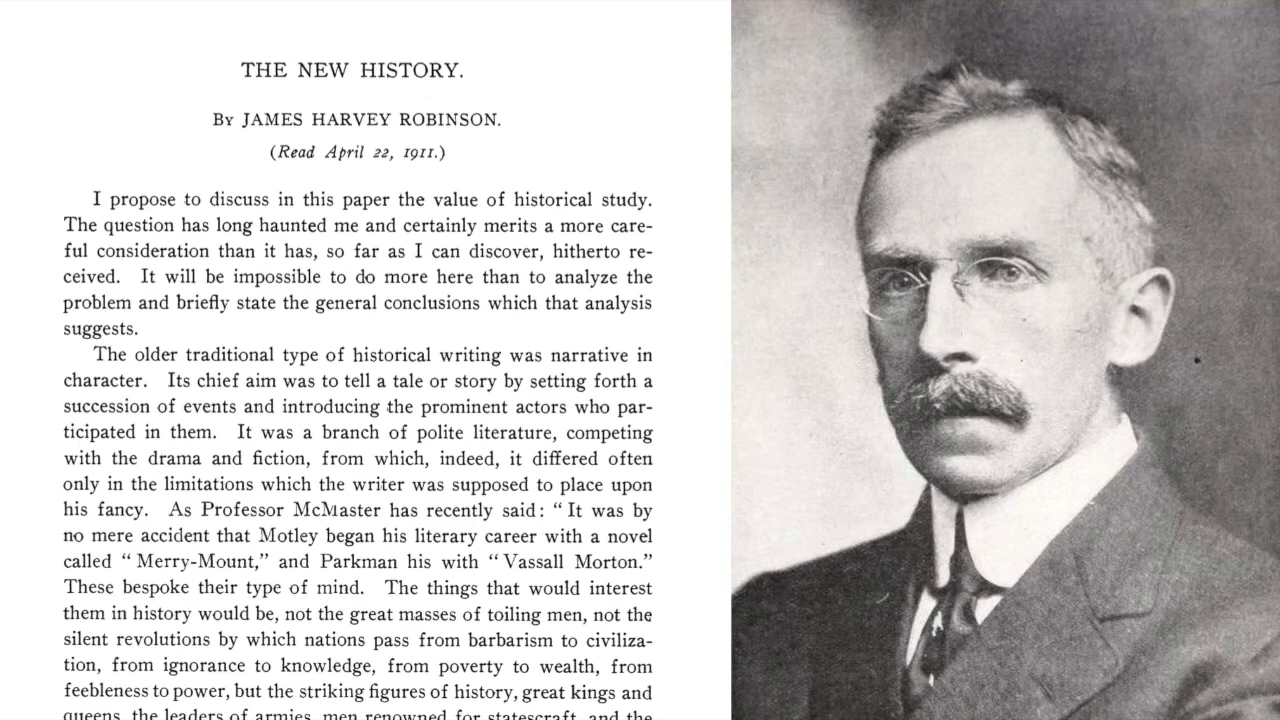 THE NEW HISTORY.
By JAMES HARVEY ROBINSON.
(Read April 22, 1911.)
I propose to discuss in this paper the value of historical study.
The question has long haunted me and certainly merits a more care-
ful consideration than it has, so far as I can discover, hitherto re-
ceived. It will be impossible to do more here than to analyze the
problem and briefly state the general conclusions which that analysis
suggests.
The older traditional type of historical writing was narrative in
character. Its chief aim was to tell a tale or story by setting forth a
succession of events and introducing the prominent actors who par-
ticipated in them. It was a branch of polite literature, competing
with the drama and fiction, from which, indeed, it differed often
only in the limitations which the writer was supposed to place upon
his fancy. As Professor McMaster has recently said: “ It was by
no mere accident that Motley began his literary career with a novel
called “ Merry-Mount,” and Parkman his with “ Vassall Morton.”
These bespoke their type of mind. The things that would interest
them in history would be, not the great masses of toiling men, not the
silent revolutions by which nations pass from barbarism to civiliza-
tion, from ignorance to knowledge, from poverty to wealth, from
feebleness to power, but the striking figures of history, great kings and
queens, the leaders of armies, men renowned for statescraft, and the